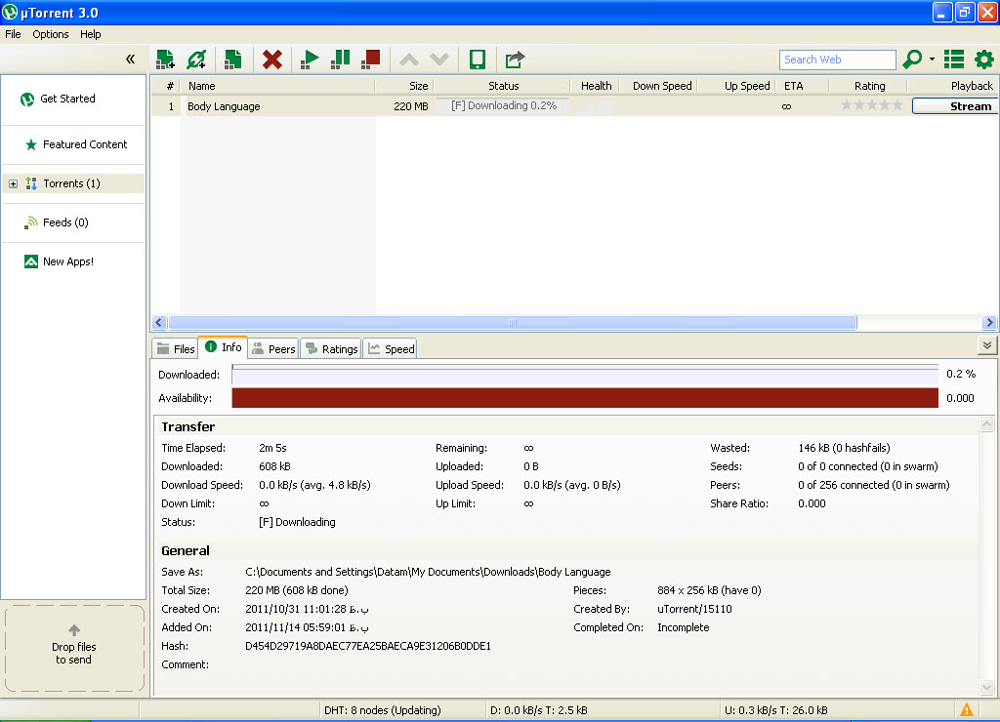 µTorrent 3.0
File Options Help
Search Web
# Name Size Status Health Down Speed Up Speed ETA Rating Playback
1 Body Language 220 MB [F] Downloading 0.2% ∞ Stream
Get Started
Featured Content
Torrents (1)
Feeds (0)
New Apps!
Drop files
to send
Files Info Peers Ratings Speed
Downloaded: 0.2 %
Availability: 0.000
Transfer
Time Elapsed: 2m 5s Remaining: ∞ Wasted: 146 kB (0 hashfails)
Downloaded: 608 kB Uploaded: 0 B Seeds: 0 of 0 connected (0 in swarm)
Download Speed: 0.0 kB/s (avg. 4.8 kB/s) Upload Speed: 0.0 kB/s (avg. 0 B/s) Peers: 0 of 256 connected (0 in swarm)
Down Limit: ∞ Up Limit: ∞ Share Ratio: 0.000
Status: [F] Downloading
General
Save As: C:\Documents and Settings\Datam\My Documents\Downloads\Body Language
Total Size: 220 MB (608 kB done) Pieces: 884 x 256 kB (have 0)
Created On: 2011/10/31 11:01:28 ب.ظ Created By: uTorrent/15110
Added On: 2011/11/14 05:59:01 ب.ظ Completed On: Incomplete
Hash: D454D29719A8DAEC77EA25BAECA9E31206B0DDE1
Comment:
DHT: 8 nodes (Updating) D: 0.0 kB/s T: 2.5 kB U: 0.3 kB/s T: 26.0 kB